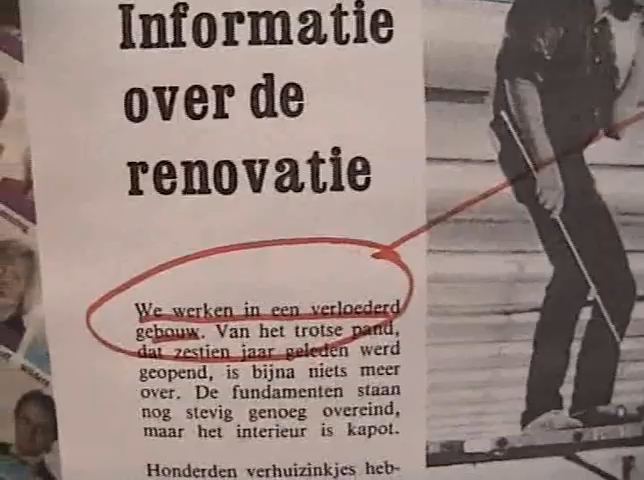 Informatie
over de
renovatie
We werken in een verloederd
gebouw. Van het trotse pand,
dat zestien jaar geleden werd
geopend, is bijna niets meer
over. De fundamenten staan
nog stevig genoeg overeind,
maar het interieur is kapot.
Honderden verhuizinkjes heb-